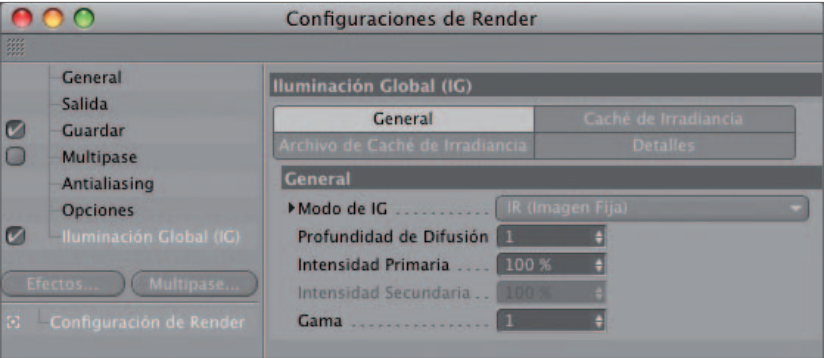 Configuraciones de Render
General
Salida
Guardar
Multipase
Antialiasing
Opciones
Iluminación Global (IG)
Efectos...
Multipase...
Configuración de Render
Iluminación Global (IG)
General
Caché de Irradiancia
Archivo de Caché de Irradiancia
Detalles
General
Modo de IG ........... IR (Imagen Fija)
Profundidad de Difusión 1
Intensidad Primaria .... 100 %
Intensidad Secundaria .. 100 %
Gama ................. 1